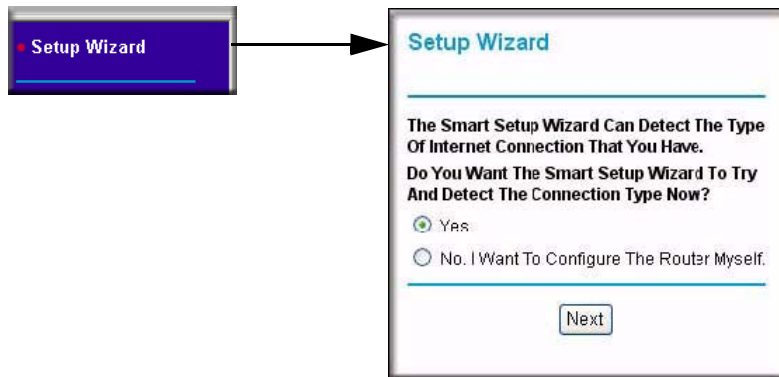 Setup Wizard
Setup Wizard
The Smart Setup Wizard Can Detect The Type
Of Internet Connection That You Have.
Do You Want The Smart Setup Wizard To Try
And Detect The Connection Type Now?
Yes
No. I Want To Configure The Router Myself.
Next